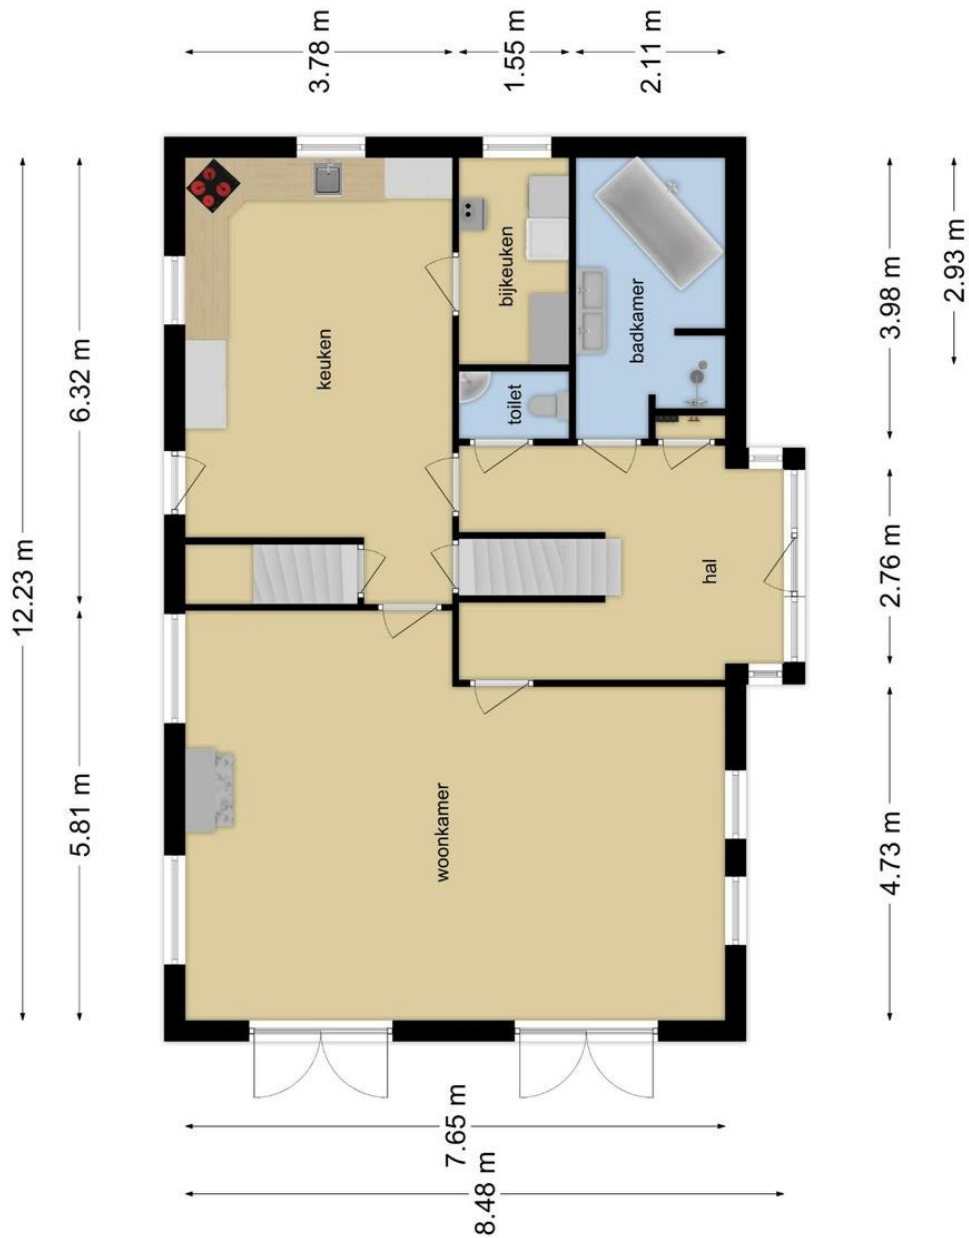 3.78 m
1.55 m
2.11 m
12.23 m
6.32 m
5.81 m
keuken
bijkeuken
badkamer
toilet
hal
woonkamer
3.98 m
2.93 m
2.76 m
4.73 m
7.65 m
8.48 m